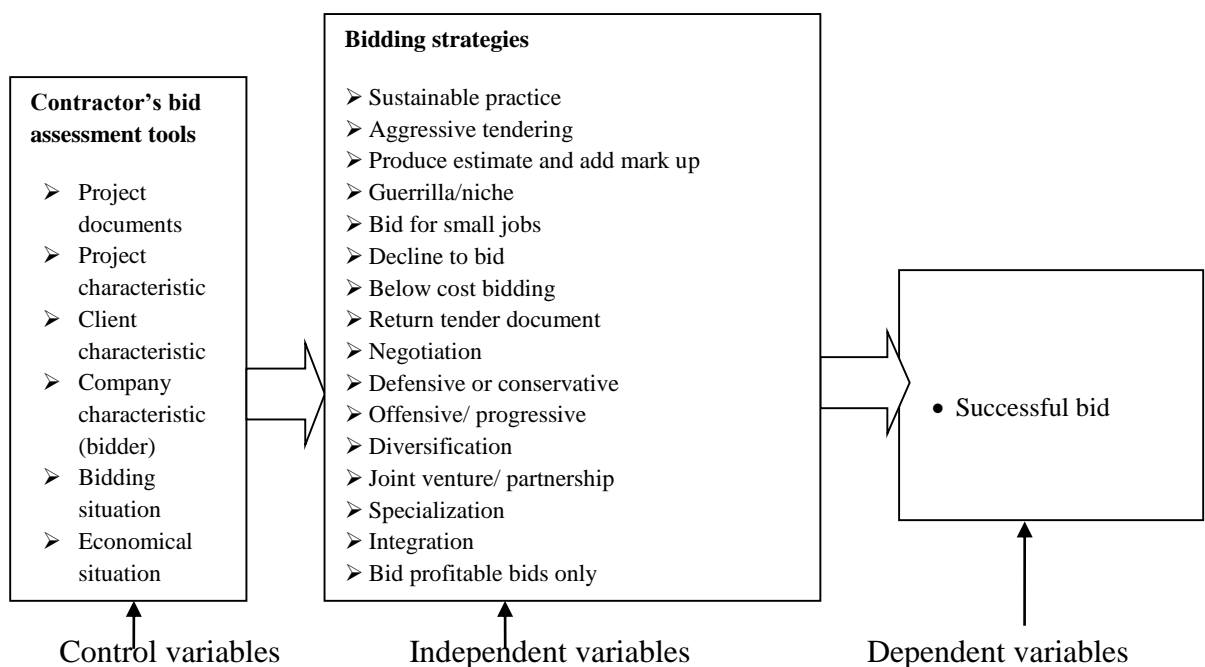 Contractor's bid
assessment tools
➢ Project
documents
➢ Project
characteristic
➢ Client
characteristic
➢ Company
characteristic
(bidder)
➢ Bidding
situation
➢ Economical
situation
Bidding strategies
➢ Sustainable practice
➢ Aggressive tendering
➢ Produce estimate and add mark up
➢ Guerrilla/niche
➢ Bid for small jobs
➢ Decline to bid
➢ Below cost bidding
➢ Return tender document
➢ Negotiation
➢ Defensive or conservative
➢ Offensive/ progressive
➢ Diversification
➢ Joint venture/ partnership
➢ Specialization
➢ Integration
➢ Bid profitable bids only
• Successful bid
Control variables
Independent variables
Dependent variables